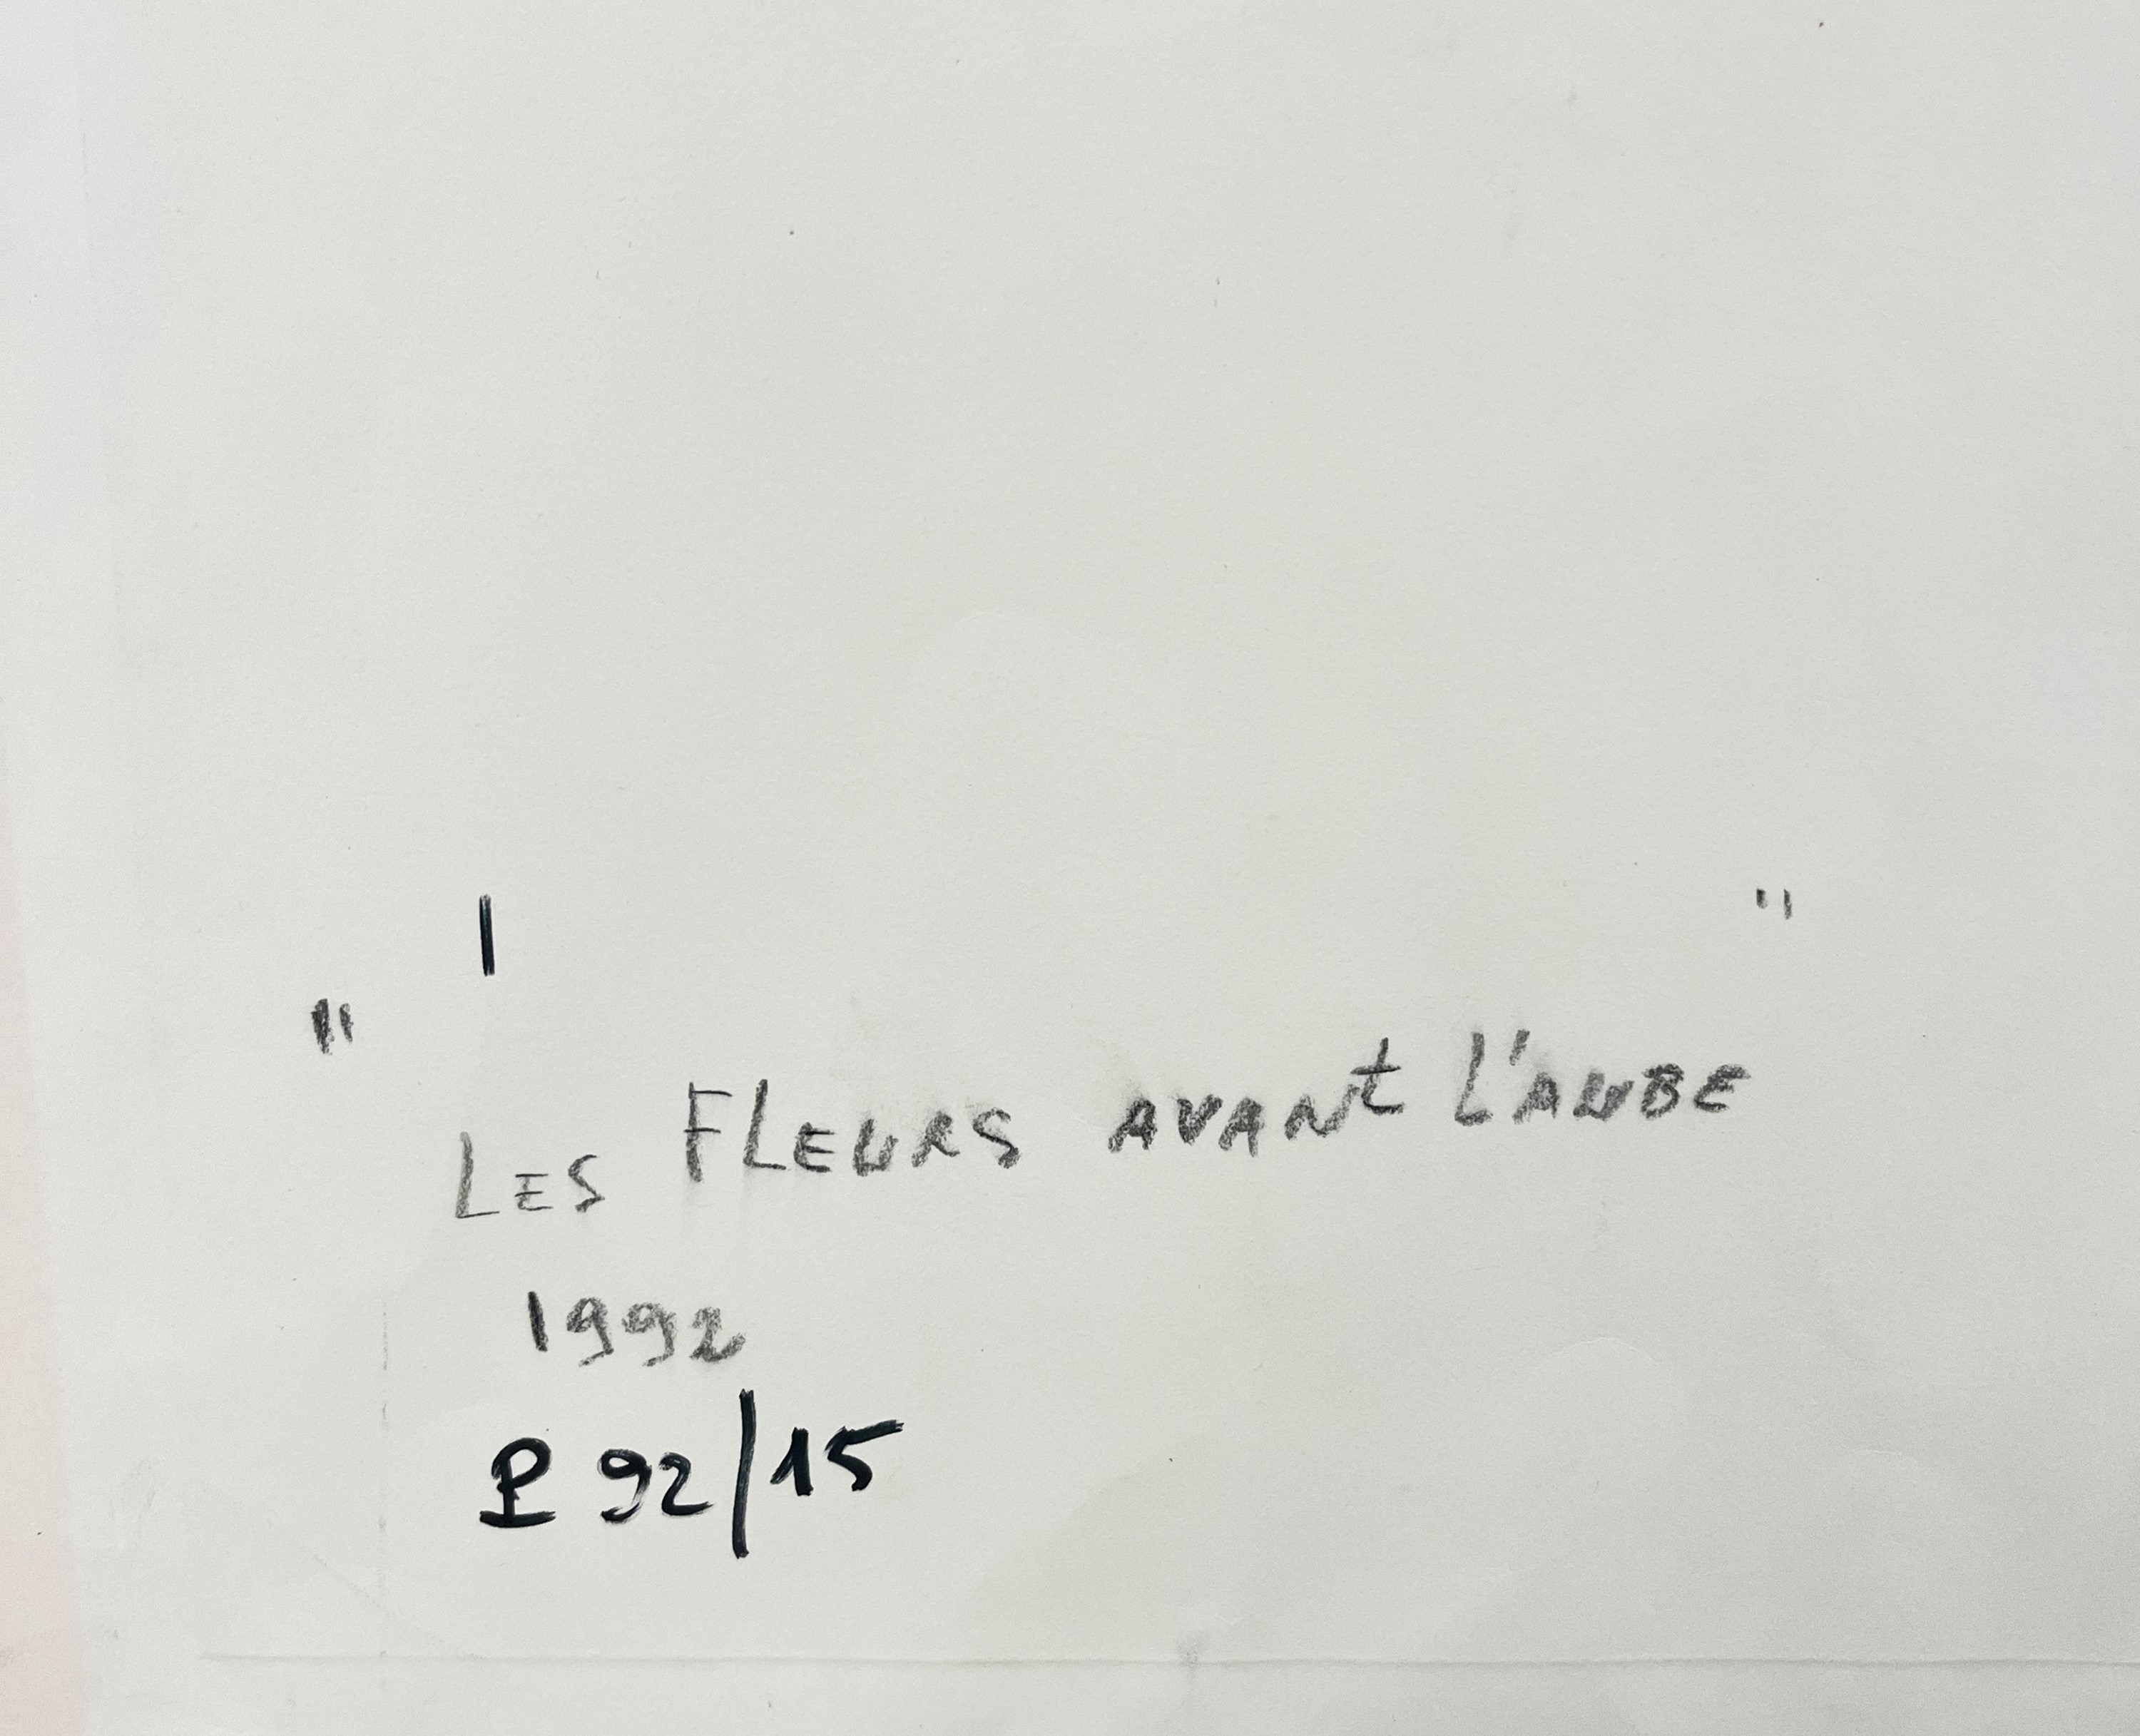 I
" LES FLEURS AVANt L'AUBE "
1992
P 92/15